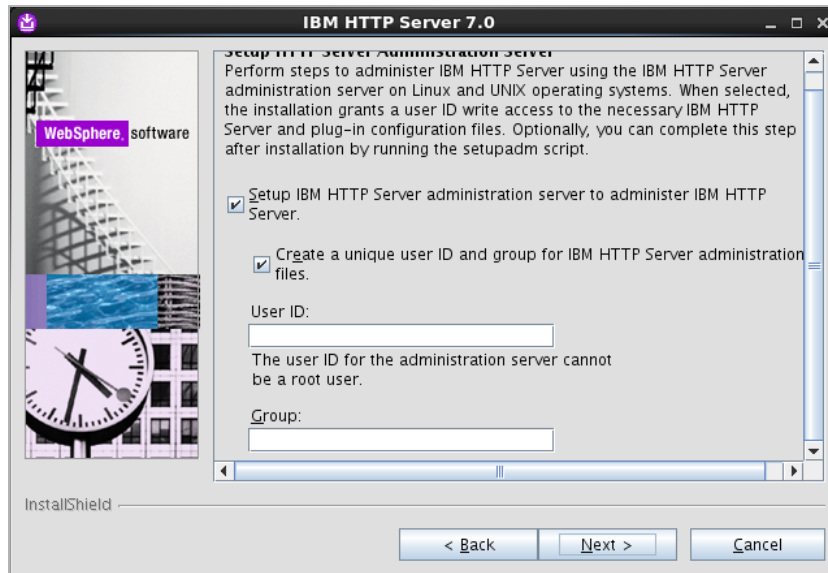 IBM HTTP Server 7.0
WebSphere. software
Setup HTTP Server Administration Server
Perform steps to administer IBM HTTP Server using the IBM HTTP Server
administration server on Linux and UNIX operating systems. When selected,
the installation grants a user ID write access to the necessary IBM HTTP
Server and plug-in configuration files. Optionally, you can complete this step
after installation by running the setupadm script.
Setup IBM HTTP Server administration server to administer IBM HTTP
Server.
Create a unique user ID and group for IBM HTTP Server administration
files.
User ID:
The user ID for the administration server cannot
be a root user.
Group:
InstallShield
< Back
Next >
Cancel